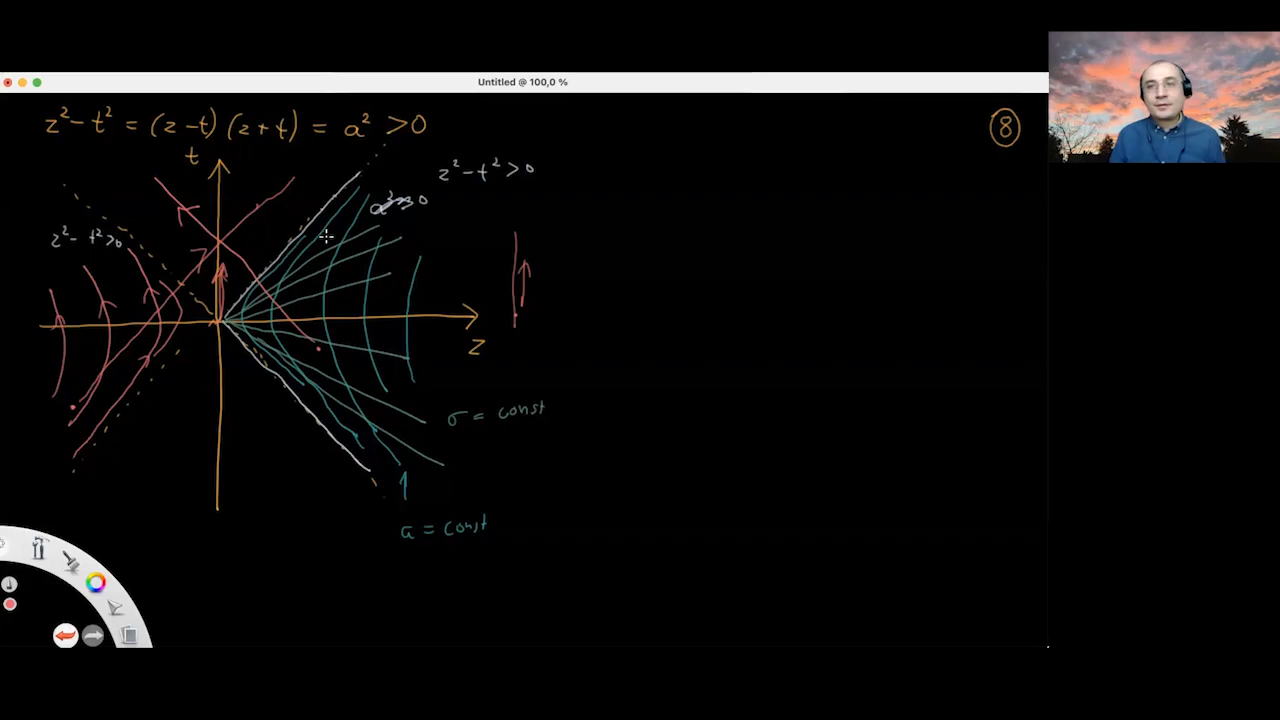 Untitled @ 100,0 %
z² - t² = (z - t)(z + t) = a² > 0
8
t
z² - t² > 0
z² - t² > 0
z
σ = const
a = const